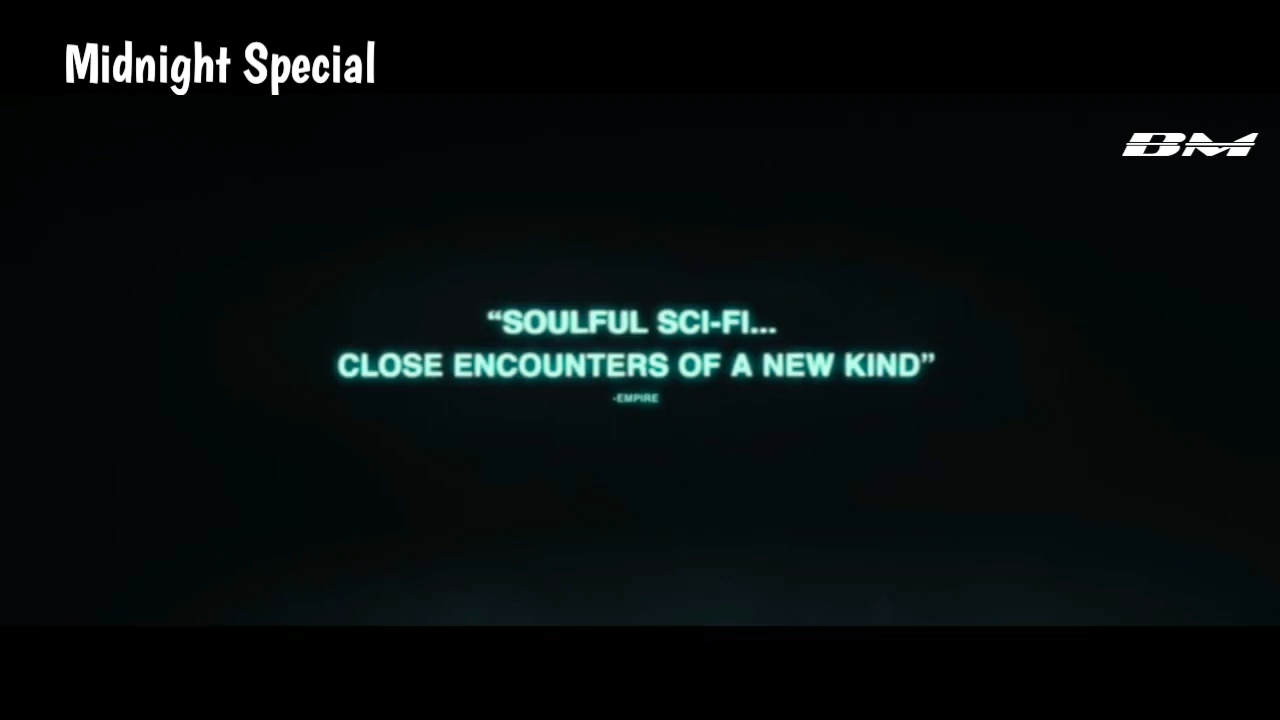 Midnight Special
BM
“SOULFUL SCI-FI...
CLOSE ENCOUNTERS OF A NEW KIND”
-EMPIRE